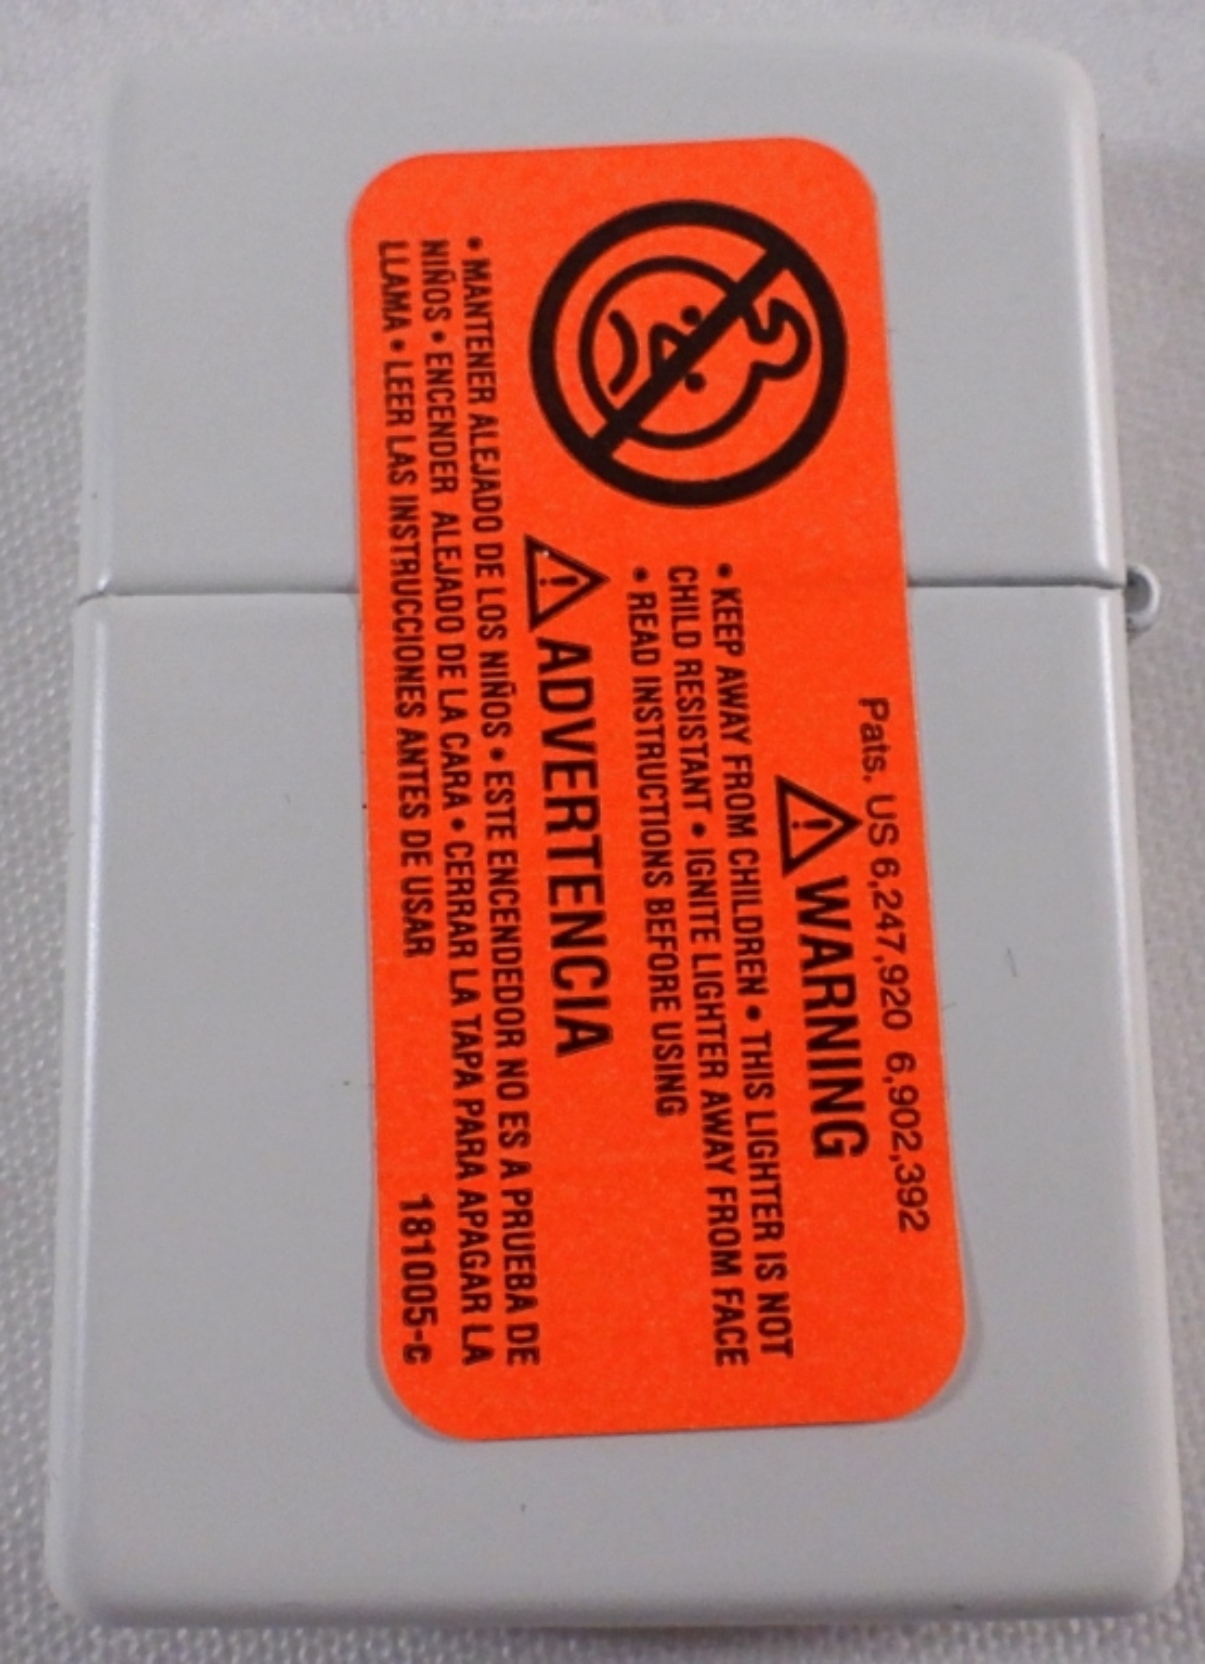 Pats. US 6,247,920 6,902,392
WARNING
• KEEP AWAY FROM CHILDREN • THIS LIGHTER IS NOT
CHILD RESISTANT • IGNITE LIGHTER AWAY FROM FACE
• READ INSTRUCTIONS BEFORE USING
ADVERTENCIA
• MANTENER ALEJADO DE LOS NIÑOS • ESTE ENCENDEDOR NO ES A PRUEBA DE
NIÑOS • ENCENDER ALEJADO DE LA CARA • CERRAR LA TAPA PARA APAGAR LA
LLAMA • LEER LAS INSTRUCCIONES ANTES DE USAR 181005-c